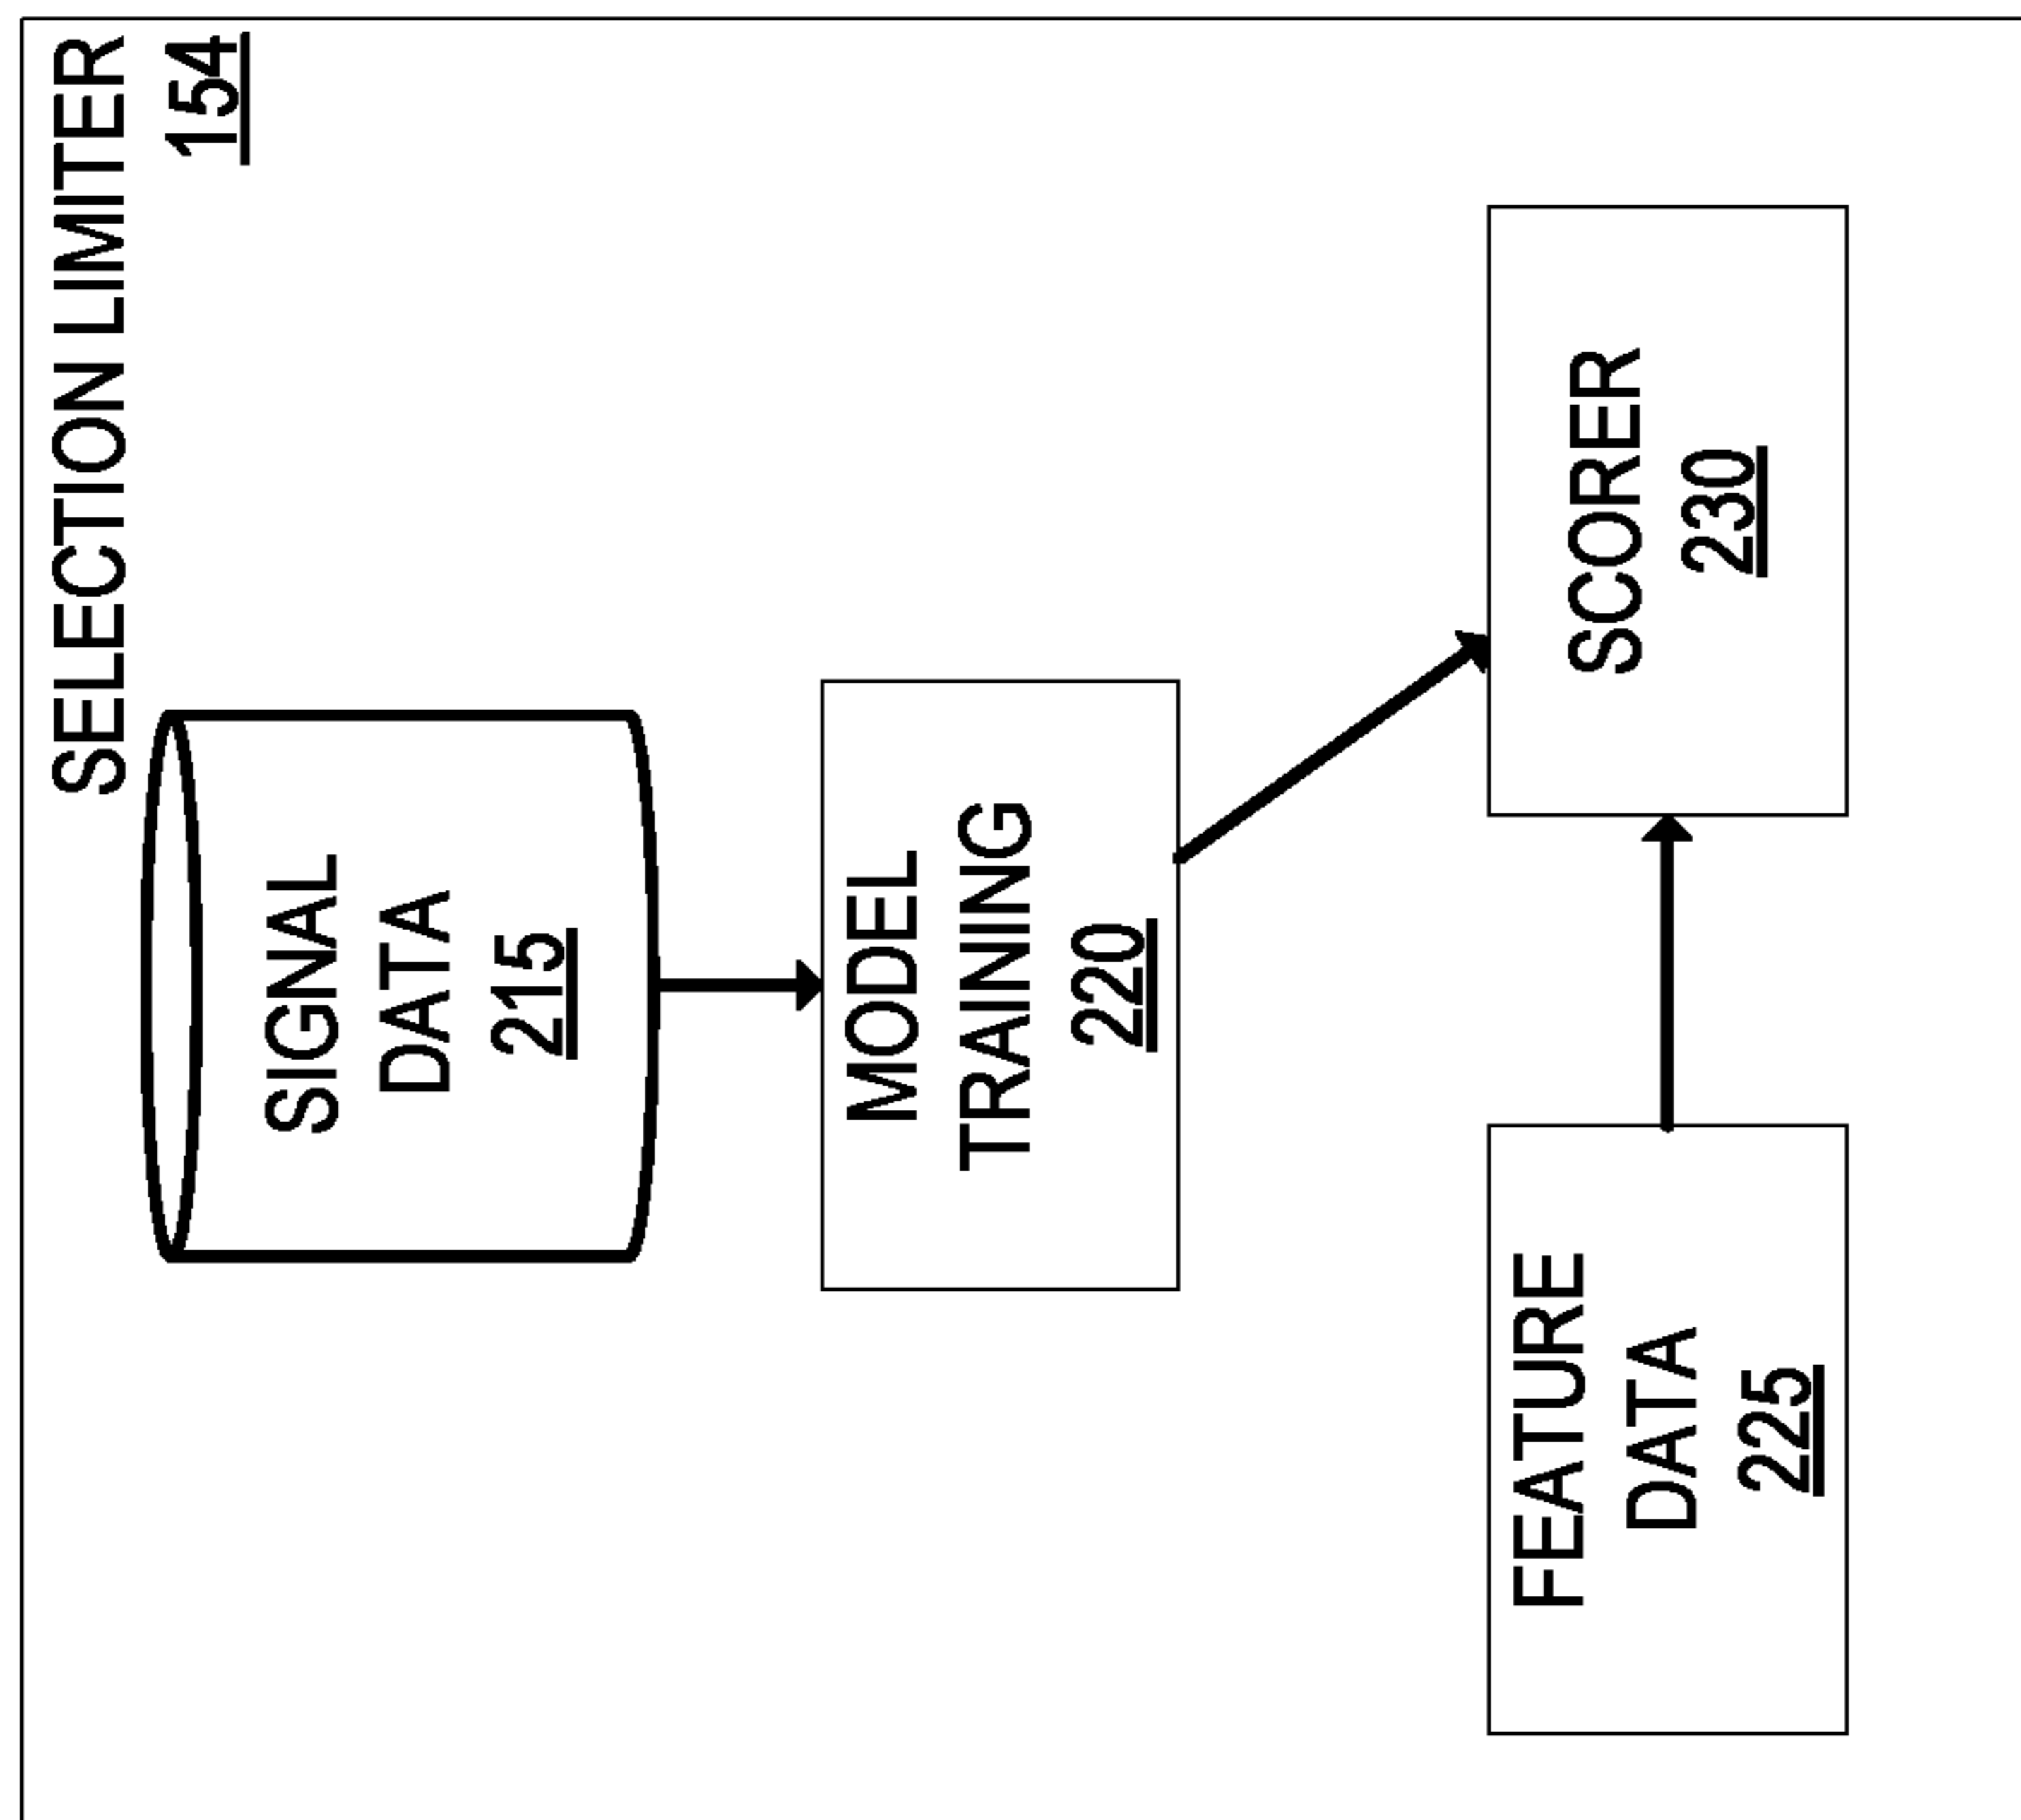 SELECTION LIMITER
154
SIGNAL
DATA
215
MODEL
TRAINING
220
FEATURE
DATA
225
SCORER
230